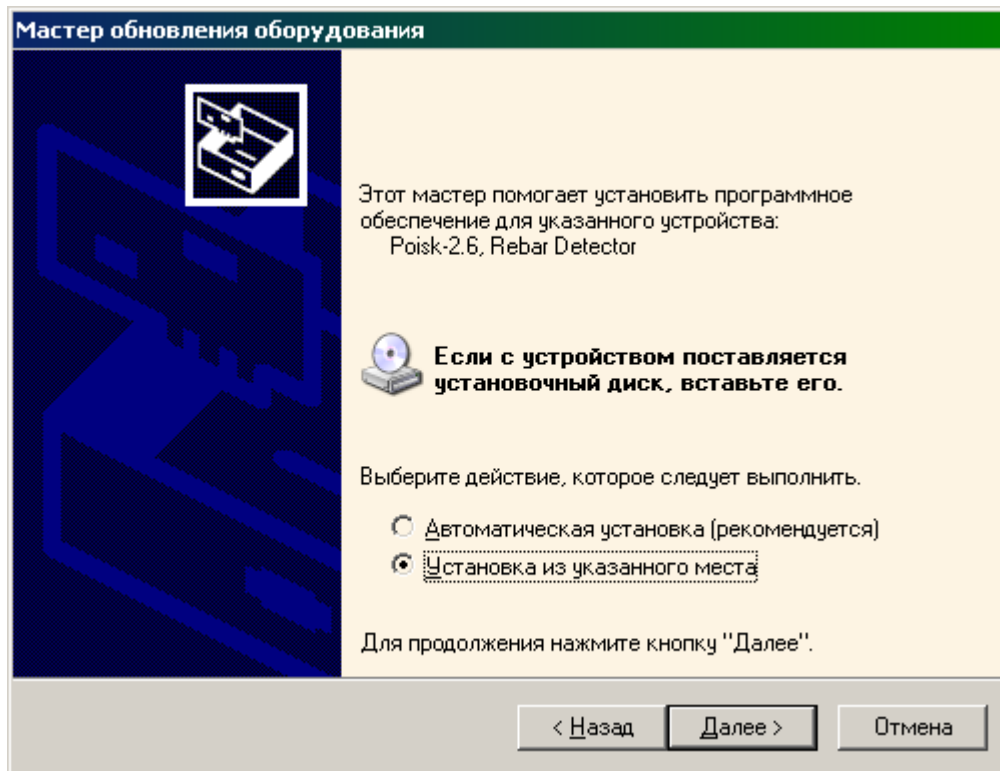 Мастер обновления оборудования
Этот мастер помогает установить программное
обеспечение для указанного устройства:
Poisk-2.6, Rebar Detector
Если с устройством поставляется
установочный диск, вставьте его.
Выберите действие, которое следует выполнить.
Автоматическая установка (рекомендуется)
Установка из указанного места
Для продолжения нажмите кнопку "Далее".
< Назад Далее > Отмена